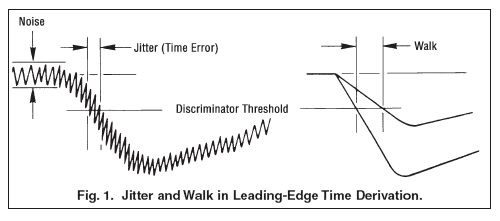 Noise
Jitter (Time Error)
Walk
Discriminator Threshold
Fig. 1. Jitter and Walk in Leading-Edge Time Derivation.